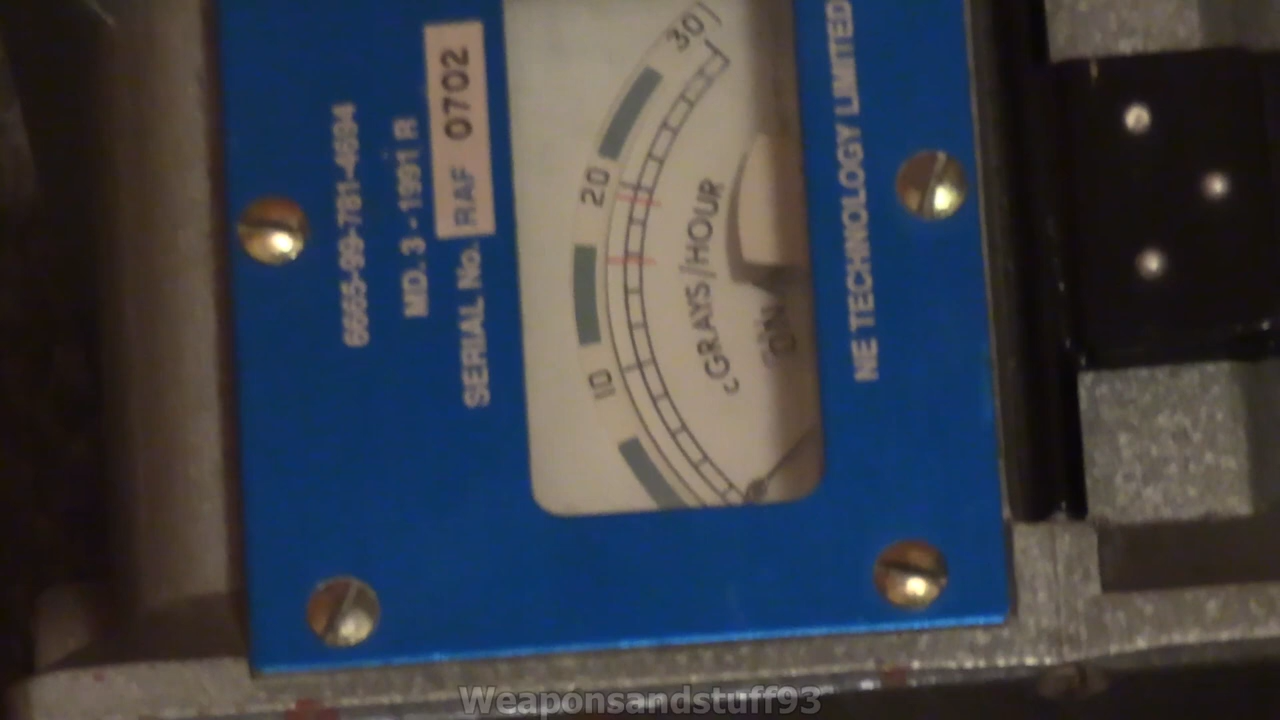 6665-99-781-4694
MD. 3 - 1991 R
SERIAL No. RAF 0702
10 20 30
cGRAYS/HOUR
NE TECHNOLOGY LIMITED
Weaponsandstuff93